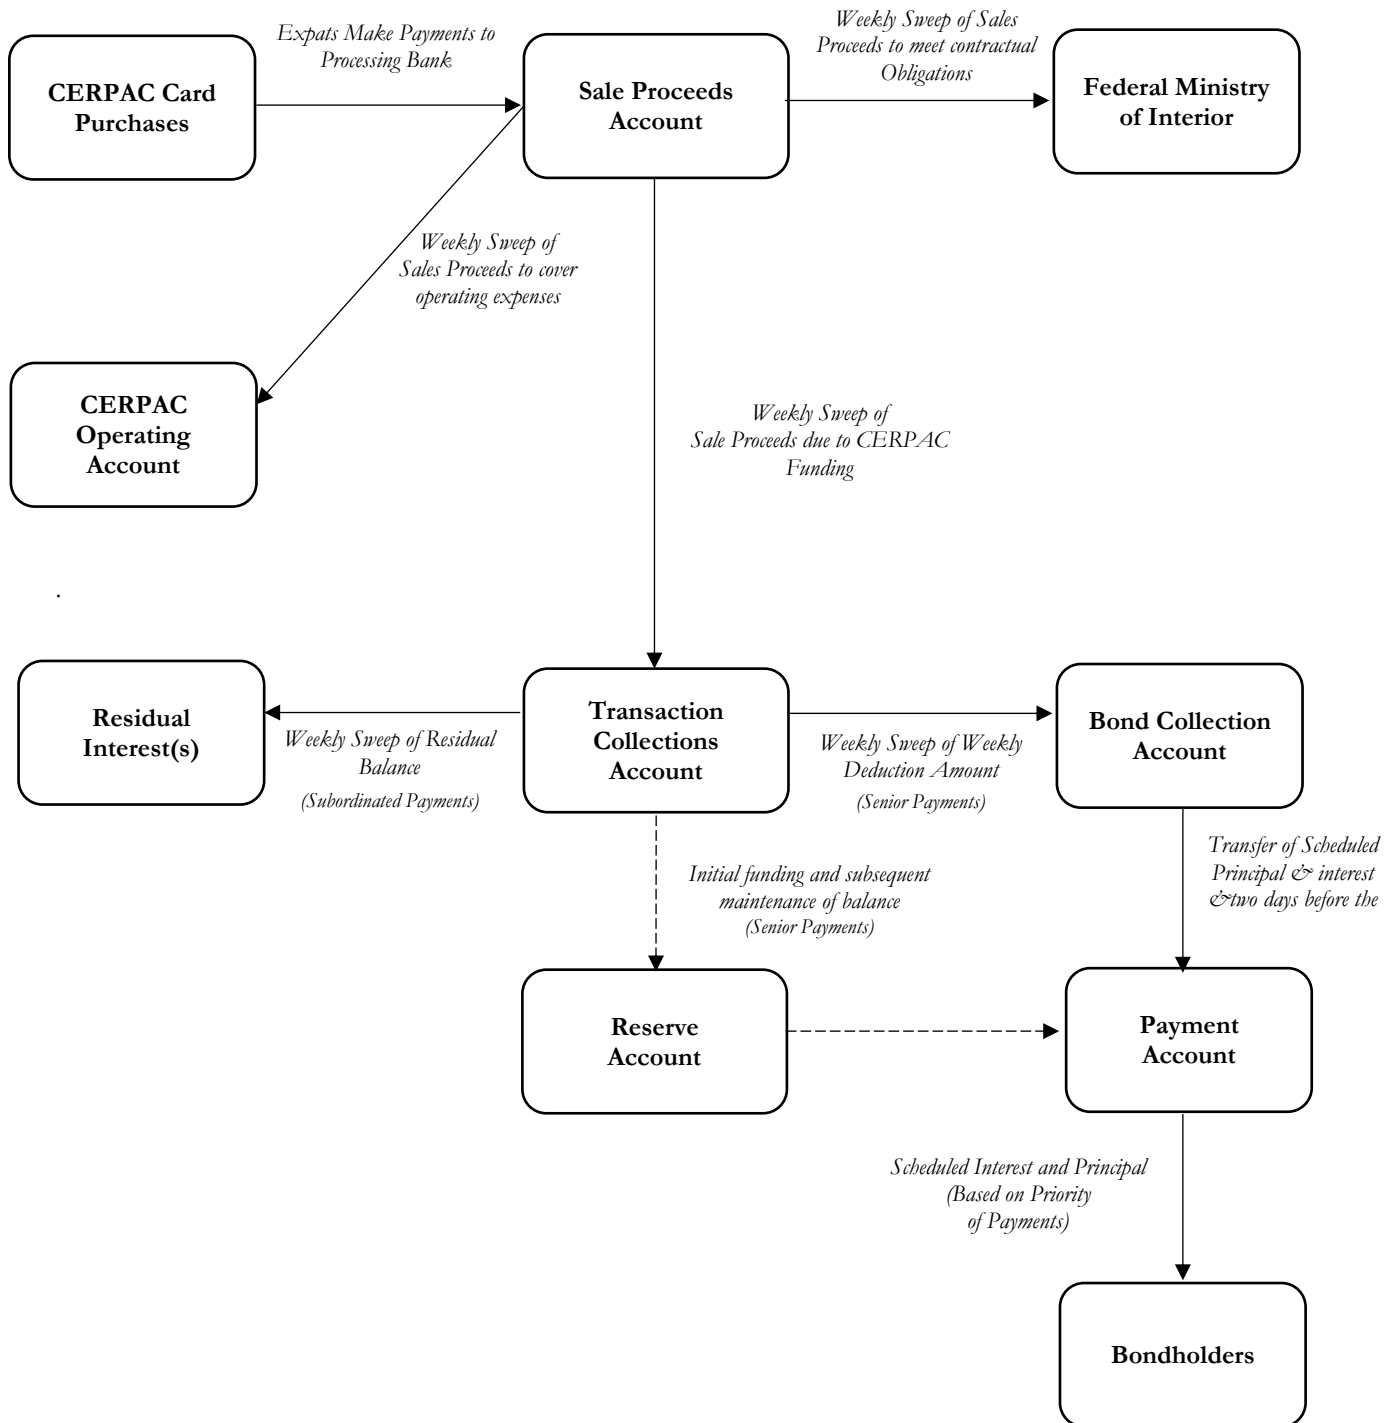 Expats Make Payments to
Processing Bank
Weekly Sweep of Sales
Proceeds to meet contractual
Obligations
CERPAC Card
Purchases
Sale Proceeds
Account
Federal Ministry
of Interior
Weekly Sweep of
Sales Proceeds to cover
operating expenses
CERPAC
Operating
Account
Weekly Sweep of
Sale Proceeds due to CERPAC
Funding
.
Residual
Interest(s)
Weekly Sweep of Residual
Balance
(Subordinated Payments)
Transaction
Collections
Account
Weekly Sweep of Weekly
Deduction Amount
(Senior Payments)
Bond Collection
Account
Transfer of Scheduled
Principal & interest
&two days before the
Initial funding and subsequent
maintenance of balance
(Senior Payments)
Reserve
Account
Payment
Account
Scheduled Interest and Principal
(Based on Priority
of Payments)
Bondholders